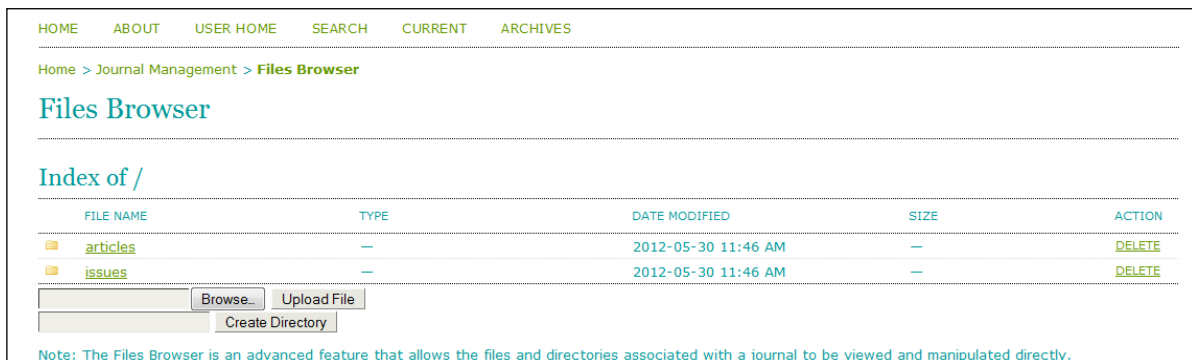 HOME ABOUT USER HOME SEARCH CURRENT ARCHIVES
Home > Journal Management > Files Browser
Files Browser
Index of /
FILE NAME TYPE DATE MODIFIED SIZE ACTION
articles — 2012-05-30 11:46 AM — DELETE
issues — 2012-05-30 11:46 AM — DELETE
Browse... Upload File
Create Directory
Note: The Files Browser is an advanced feature that allows the files and directories associated with a journal to be viewed and manipulated directly.